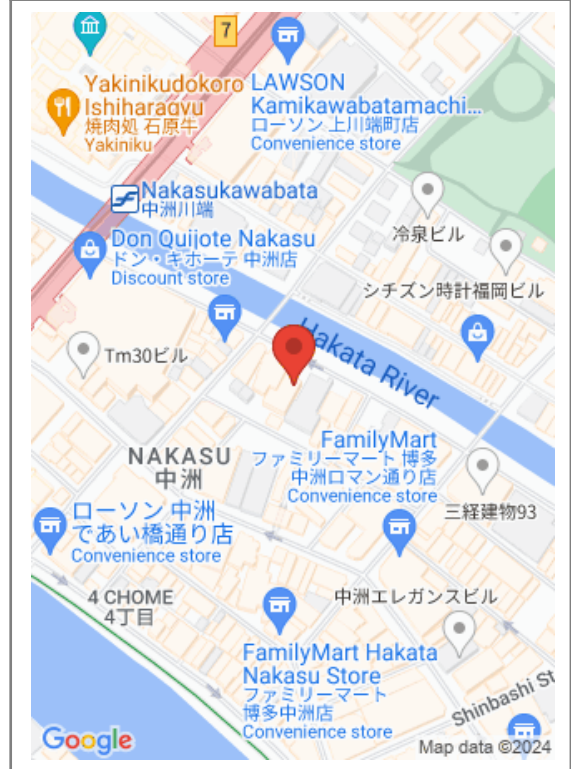 7
Yakinikudokoro
Ishiharagyu
焼肉処 石原牛
Yakiniku
LAWSON
Kamikawabatamachi...
ローソン 上川端町店
Convenience store
Nakasukawabata
中洲川端
冷泉ビル
Don Quijote Nakasu
ドン・キホーテ 中洲店
Discount store
シチズン時計福岡ビル
Hakata River
Tm30ビル
NAKASU
中洲
FamilyMart
ファミリーマート 博多
中洲ロマン通り店
Convenience store
三経建物93
ローソン 中洲
であい橋通り店
Convenience store
4 CHOME
4丁目
中洲エレガンスビル
FamilyMart Hakata
Nakasu Store
ファミリーマート
博多中洲店
Convenience store
Shinbashi St
Google
Map data ©2024